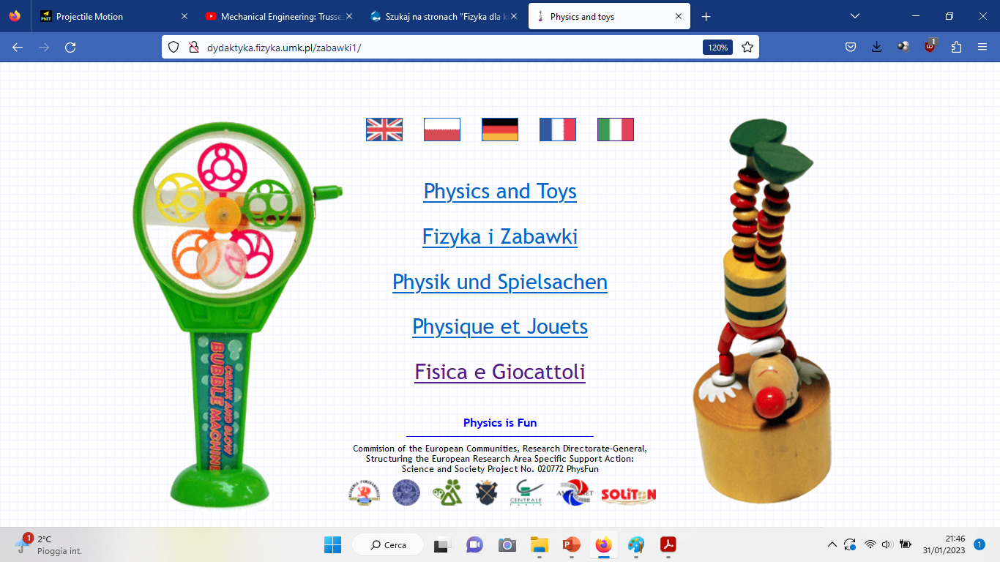 Projectile Motion
Mechanical Engineering: Trusse
Szukaj na stronach "Fizyka dla k
Physics and toys
dydaktyka.fizyka.umk.pl/zabawki1/
120%
1
Physics and Toys
Fizyka i Zabawki
Physik und Spielsachen
Physique et Jouets
Fisica e Giocattoli
Physics is Fun
Commision of the European Communities, Research Directorate-General,
Structuring the European Research Area Specific Support Action:
Science and Society Project No. 020772 PhysFun
CRANK AND BLOW
BUBBLE MACHINE
CENTRALE
SOLITON
1
2°C
Pioggia int.
Cerca
21:46
31/01/2023
1